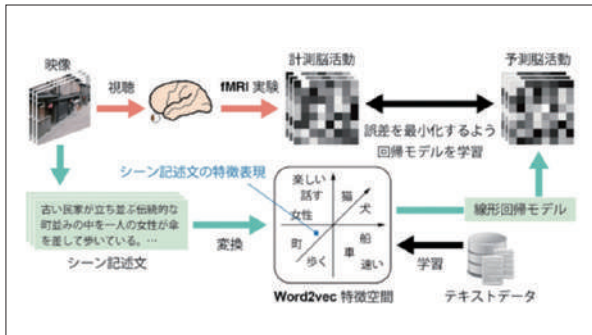 映像
視聴
fMRI 実験
計測脳活動
予測脳活動
誤差を最小化するよう
回帰モデルを学習
シーン記述文の特徴表現
古い民家が立ち並ぶ伝統的な
町並みの中を一人の女性が傘
を差して歩いている。…
シーン記述文
変換
楽しい
話す
女性
猫
犬
町
歩く
車
船
速い
Word2vec 特徴空間
線形回帰モデル
学習
テキストデータ